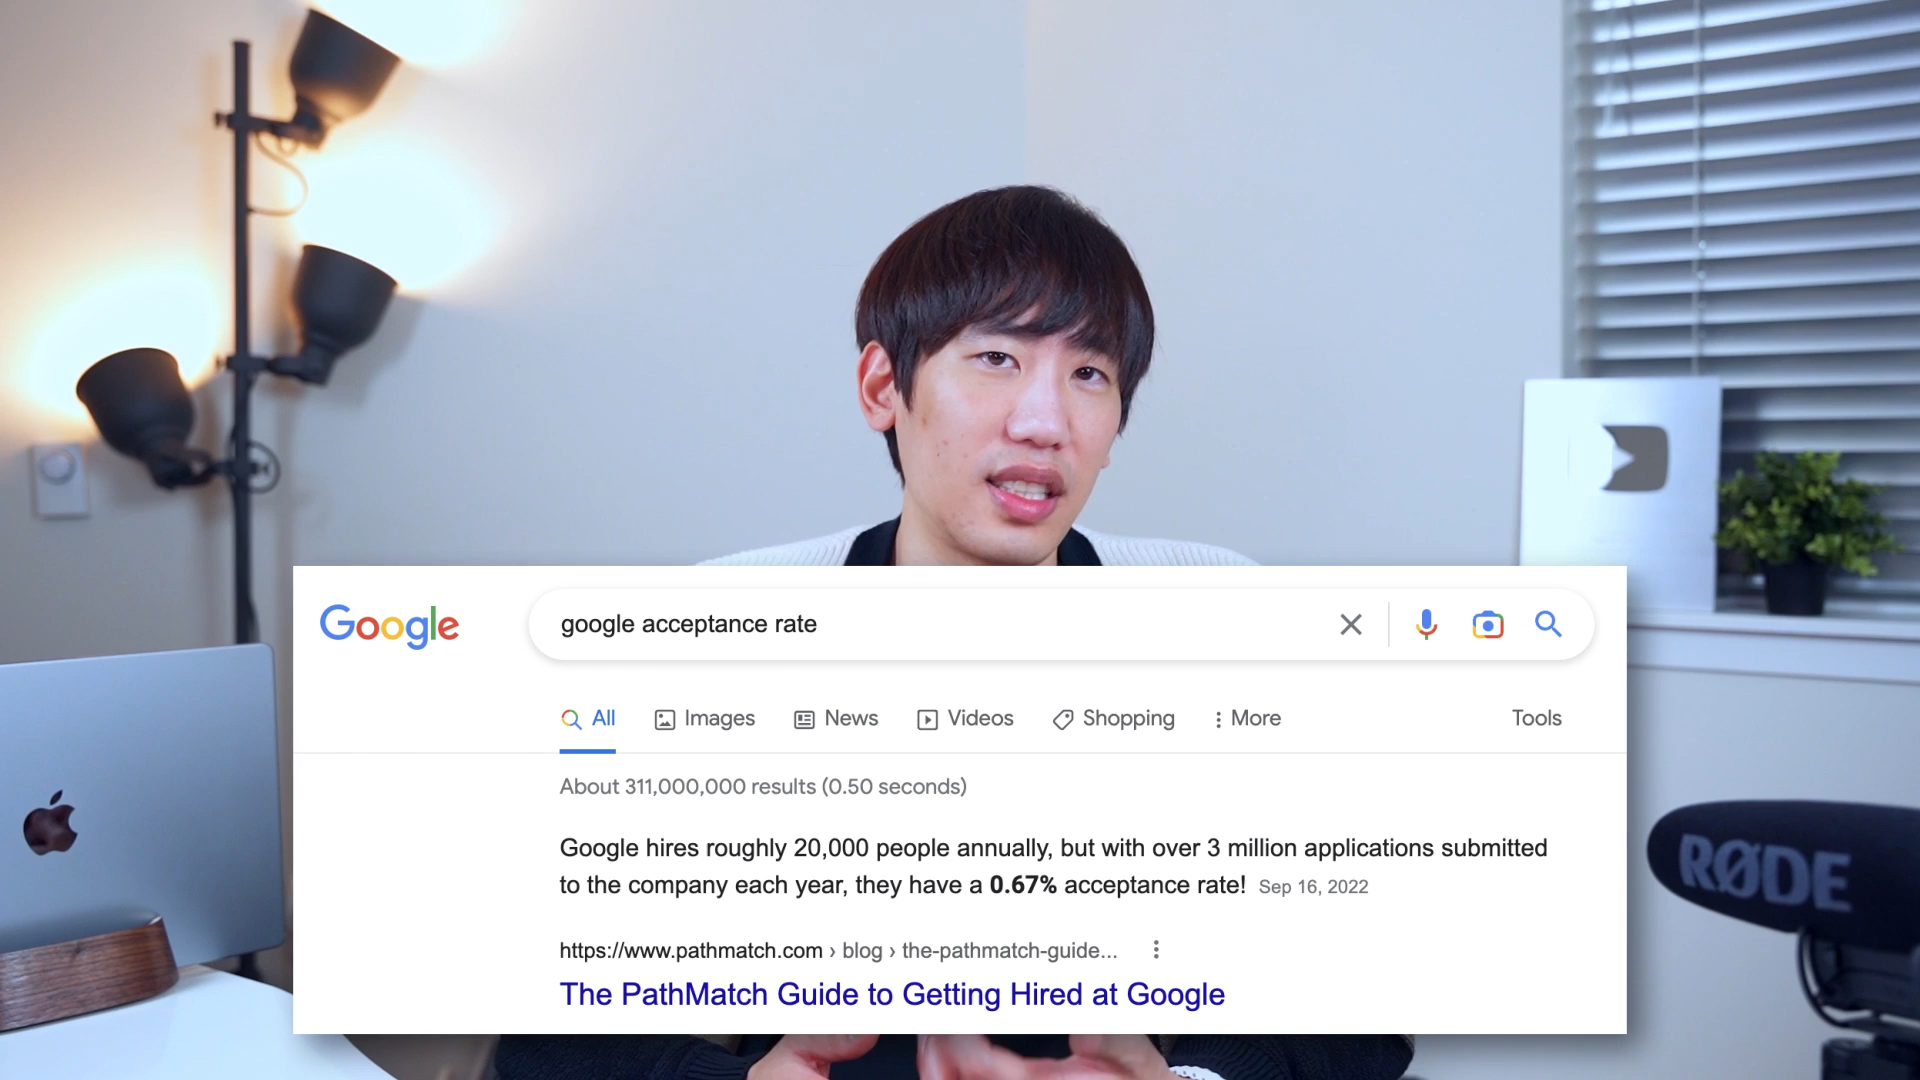 Google
google acceptance rate
All Images News Videos Shopping More Tools
About 311,000,000 results (0.50 seconds)
Google hires roughly 20,000 people annually, but with over 3 million applications submitted
to the company each year, they have a 0.67% acceptance rate! Sep 16, 2022
https://www.pathmatch.com › blog › the-pathmatch-guide...
The PathMatch Guide to Getting Hired at Google
RØDE